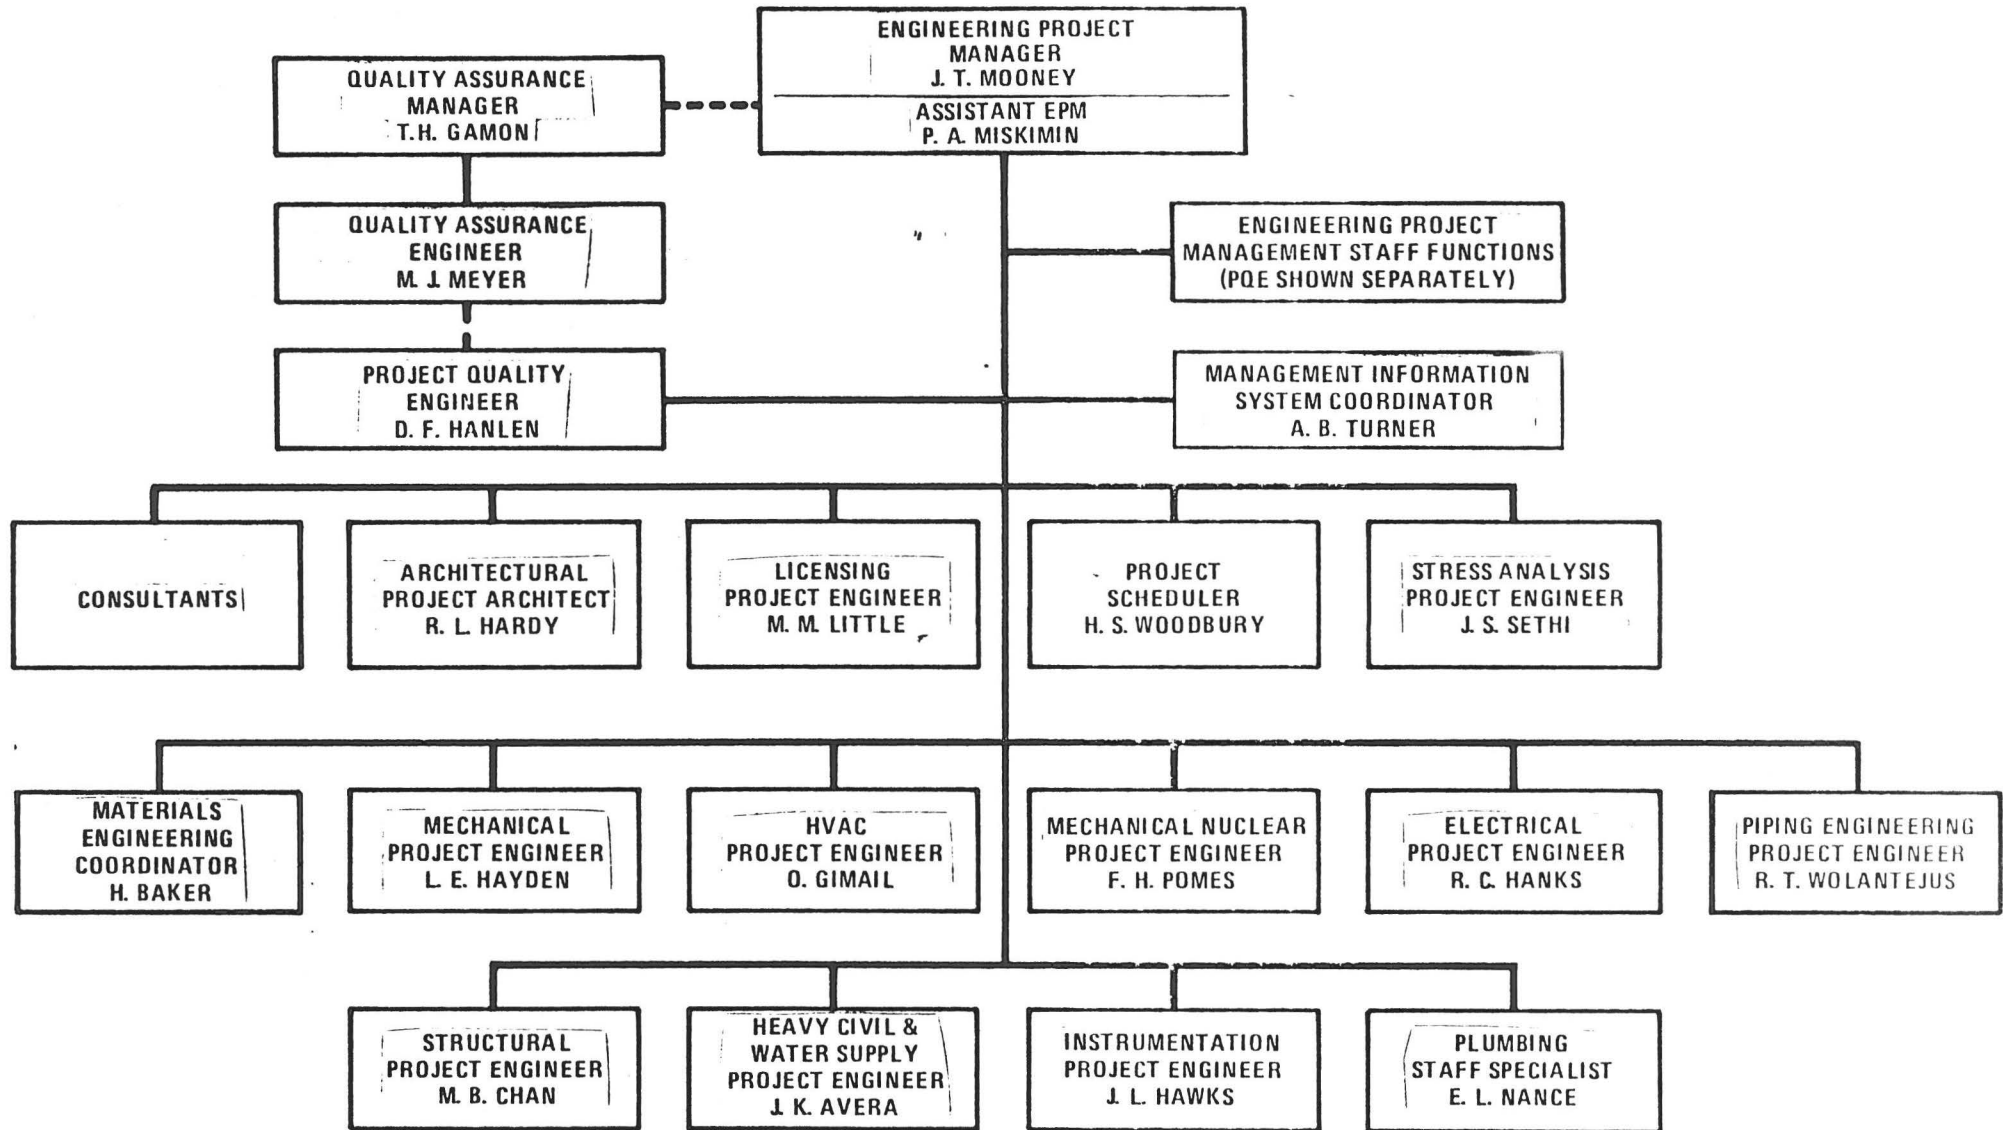 ENGINEERING PROJECT
MANAGER
J. T. MOONEY
ASSISTANT EPM
P. A. MISKIMIN
QUALITY ASSURANCE
MANAGER
T.H. GAMON
QUALITY ASSURANCE
ENGINEER
M. J. MEYER
ENGINEERING PROJECT
MANAGEMENT STAFF FUNCTIONS
(PQE SHOWN SEPARATELY)
PROJECT QUALITY
ENGINEER
D. F. HANLEN
MANAGEMENT INFORMATION
SYSTEM COORDINATOR
A. B. TURNER
CONSULTANTS
ARCHITECTURAL
PROJECT ARCHITECT
R. L. HARDY
LICENSING
PROJECT ENGINEER
M. M. LITTLE
PROJECT
SCHEDULER
H. S. WOODBURY
STRESS ANALYSIS
PROJECT ENGINEER
J. S. SETHI
MATERIALS
ENGINEERING
COORDINATOR
H. BAKER
MECHANICAL
PROJECT ENGINEER
L. E. HAYDEN
HVAC
PROJECT ENGINEER
O. GIMAIL
MECHANICAL NUCLEAR
PROJECT ENGINEER
F. H. POMES
ELECTRICAL
PROJECT ENGINEER
R. C. HANKS
PIPING ENGINEERING
PROJECT ENGINEER
R. T. WOLANTEJUS
STRUCTURAL
PROJECT ENGINEER
M. B. CHAN
HEAVY CIVIL &
WATER SUPPLY
PROJECT ENGINEER
J. K. AVERA
INSTRUMENTATION
PROJECT ENGINEER
J. L. HAWKS
PLUMBING
STAFF SPECIALIST
E. L. NANCE